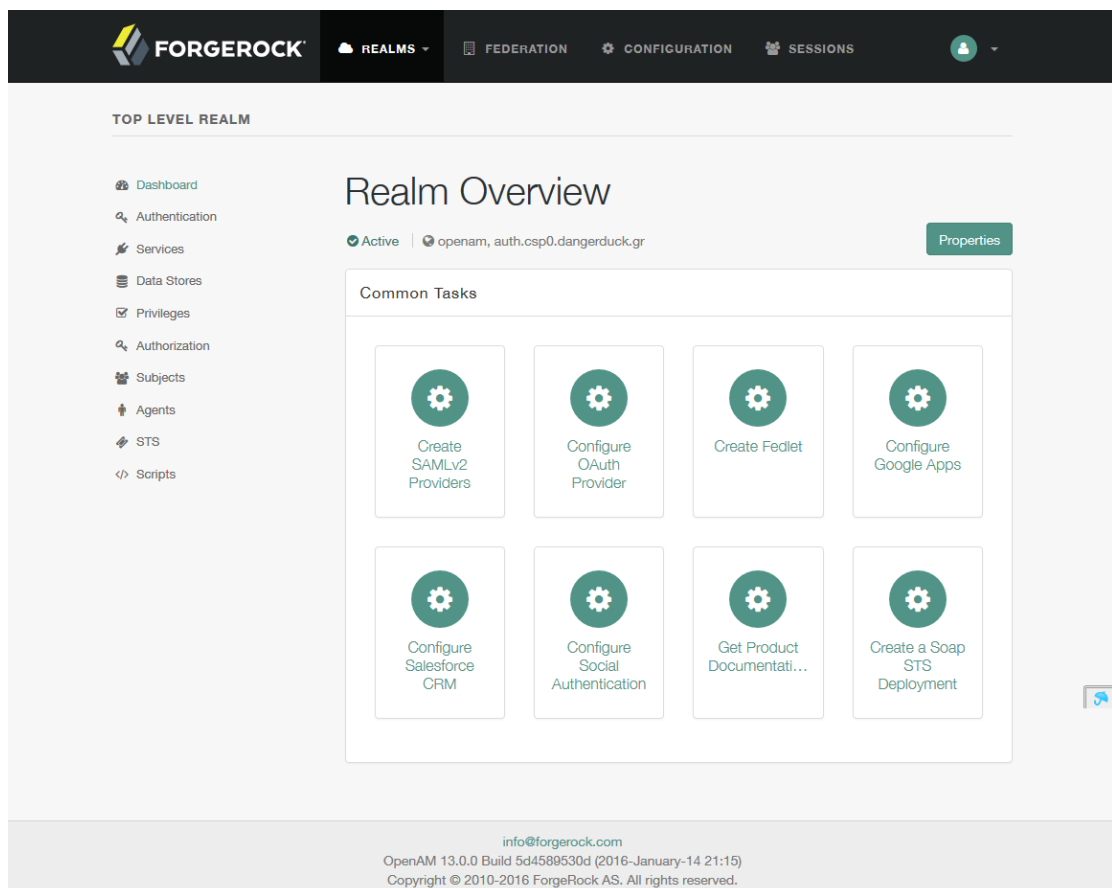 FORGEROCK
REALMS
FEDERATION
CONFIGURATION
SESSIONS
TOP LEVEL REALM
Dashboard
Authentication
Services
Data Stores
Privileges
Authorization
Subjects
Agents
STS
Scripts
Realm Overview
Active
openam, auth.csp0.dangerduck.gr
Properties
Common Tasks
Create
SAMLv2
Providers
Configure
OAuth
Provider
Create Fedlet
Configure
Google Apps
Configure
Salesforce
CRM
Configure
Social
Authentication
Get Product
Documentati...
Create a Soap
STS
Deployment
info@forgerock.com
OpenAM 13.0.0 Build 5d4589530d (2016-January-14 21:15)
Copyright © 2010-2016 ForgeRock AS. All rights reserved.